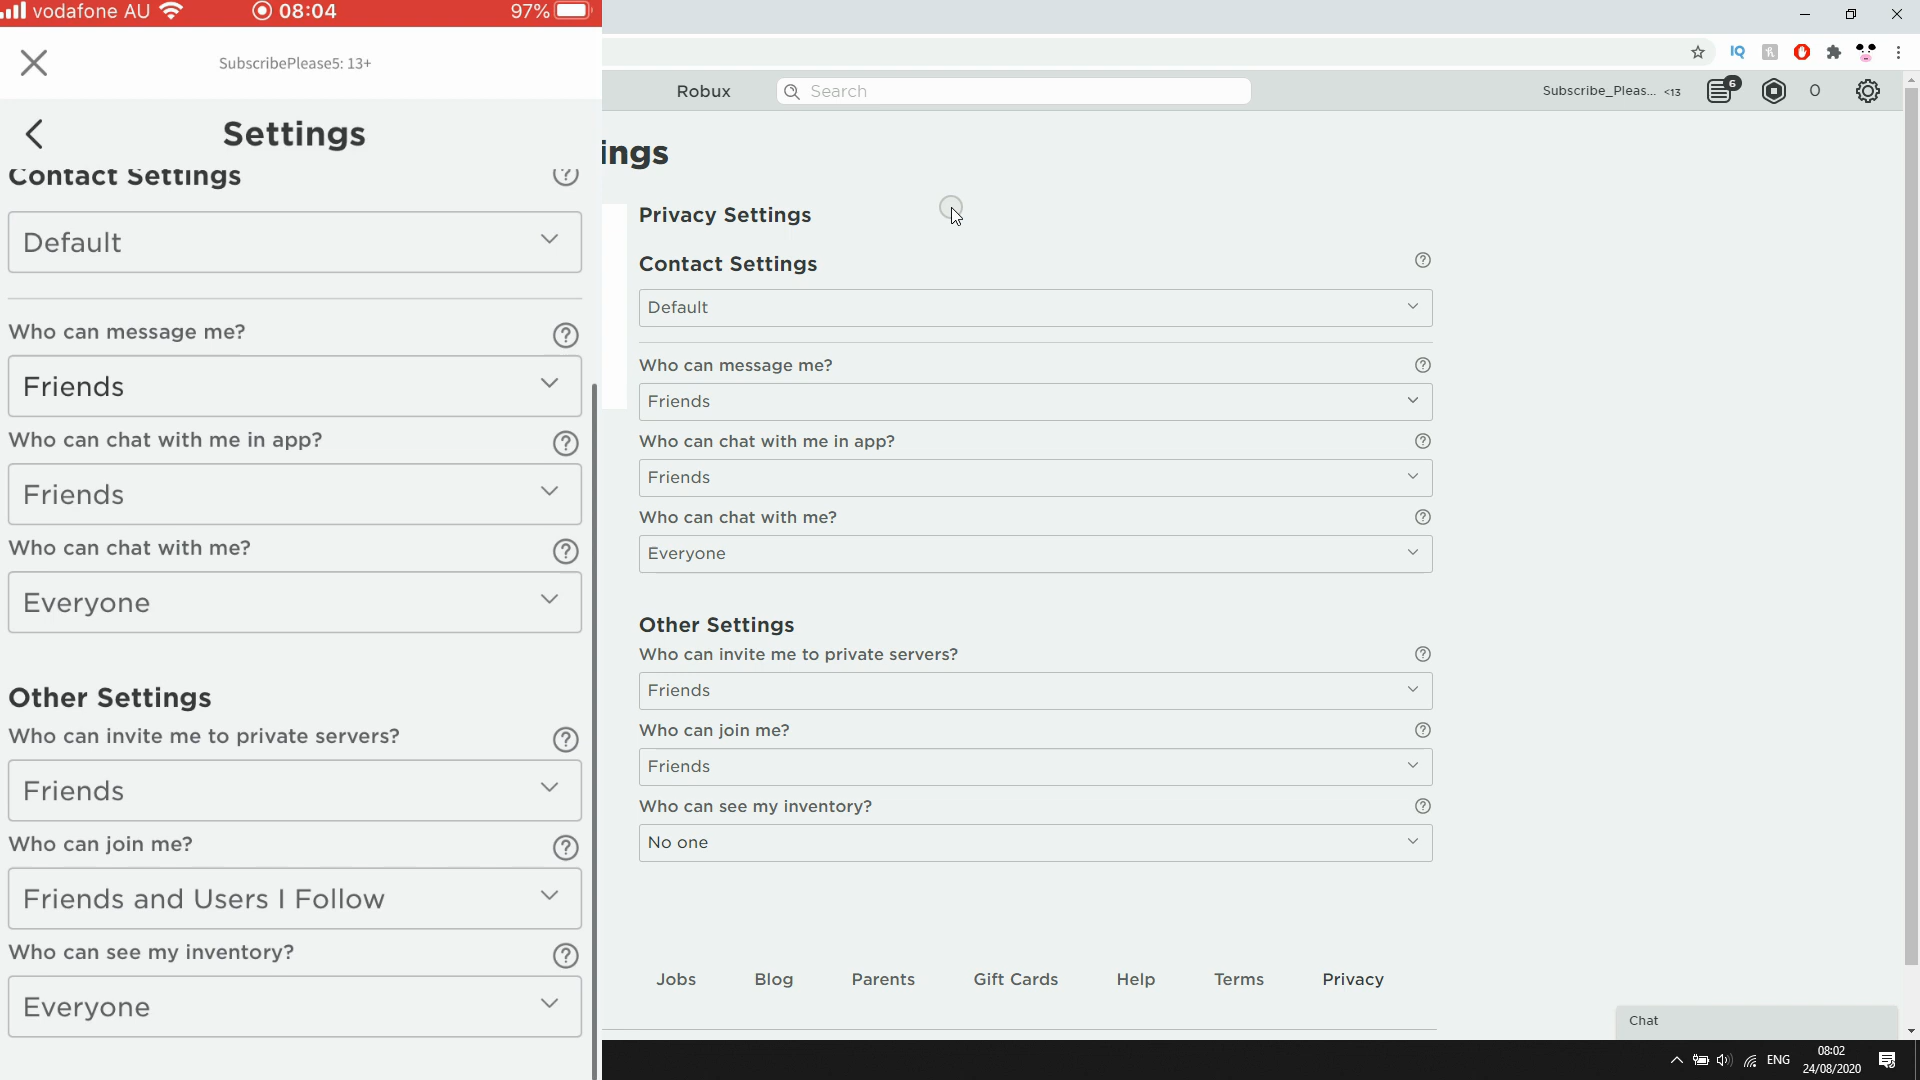 vodafone AU
08:04
97%
SubscribePlease5: 13+
Settings
Contact Settings
Default
Who can message me?
Friends
Who can chat with me in app?
Friends
Who can chat with me?
Everyone
Other Settings
Who can invite me to private servers?
Friends
Who can join me?
Friends and Users I Follow
Who can see my inventory?
Everyone
IQ
Robux
Search
Subscribe_Pleas... <13
6
0
ings
Privacy Settings
Contact Settings
Default
Who can message me?
Friends
Who can chat with me in app?
Friends
Who can chat with me?
Everyone
Other Settings
Who can invite me to private servers?
Friends
Who can join me?
Friends
Who can see my inventory?
No one
Jobs Blog Parents Gift Cards Help Terms Privacy
Chat
ENG
08:02
24/08/2020